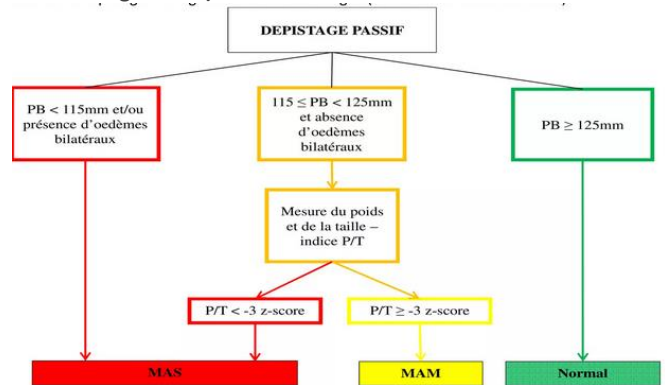 DEPISTAGE PASSIF
PB < 115mm et/ou
présence d'oedèmes
bilatéraux
115 ≤ PB < 125mm
et absence
d'oedèmes
bilatéraux
PB ≥ 125mm
Mesure du poids
et de la taille –
indice P/T
P/T < -3 z-score
P/T ≥ -3 z-score
MAS
MAM
Normal